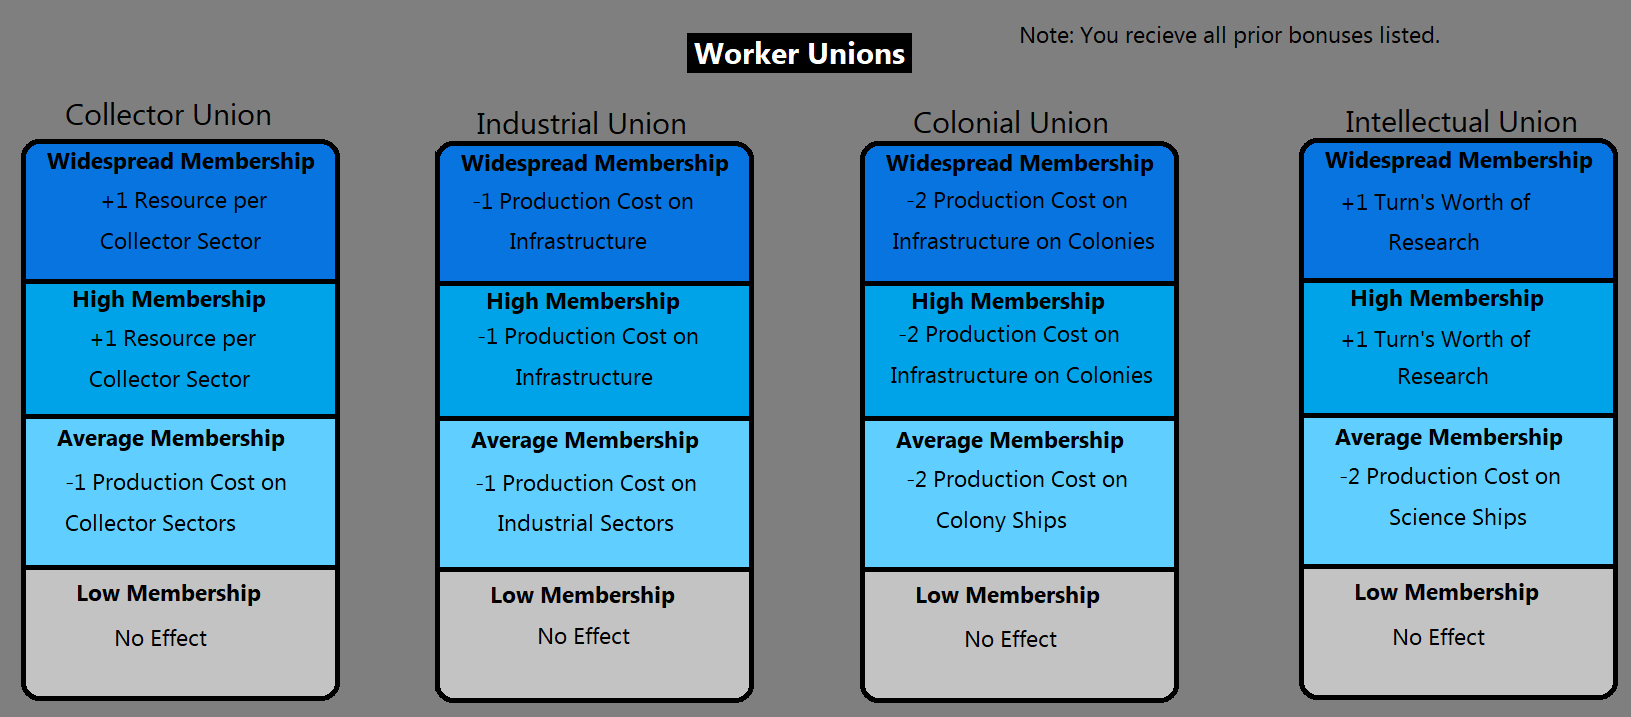 Note: You recieve all prior bonuses listed.
Worker Unions
Collector Union
Widespread Membership
+1 Resource per
Collector Sector
High Membership
+1 Resource per
Collector Sector
Average Membership
-1 Production Cost on
Collector Sectors
Low Membership
No Effect
Industrial Union
Widespread Membership
-1 Production Cost on
Infrastructure
High Membership
-1 Production Cost on
Infrastructure
Average Membership
-1 Production Cost on
Industrial Sectors
Low Membership
No Effect
Colonial Union
Widespread Membership
-2 Production Cost on
Infrastructure on Colonies
High Membership
-2 Production Cost on
Infrastructure on Colonies
Average Membership
-2 Production Cost on
Colony Ships
Low Membership
No Effect
Intellectual Union
Widespread Membership
+1 Turn's Worth of
Research
High Membership
+1 Turn's Worth of
Research
Average Membership
-2 Production Cost on
Science Ships
Low Membership
No Effect